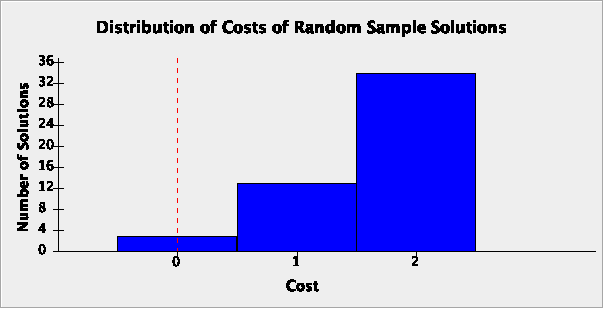 Distribution of Costs of Random Sample Solutions
Number of Solutions
36
32
28
24
20
16
12
8
4
0
0 1 2
Cost